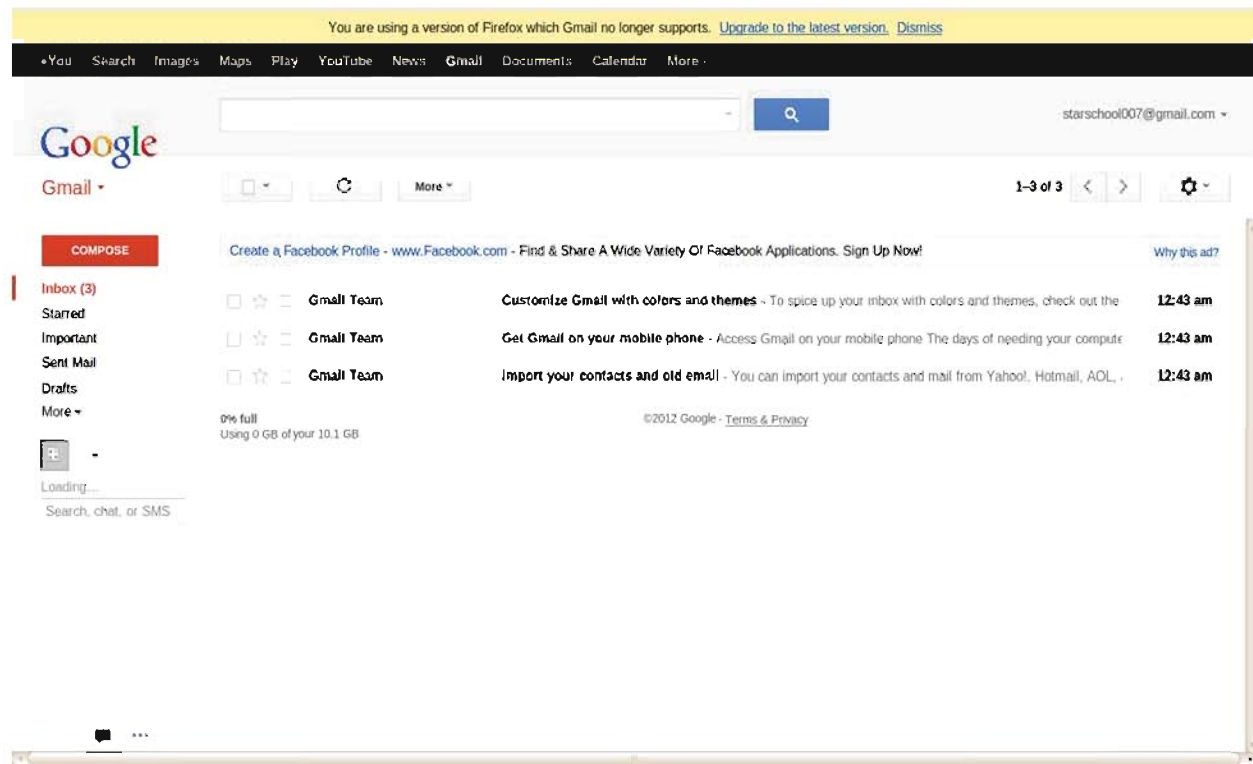 You are using a version of Firefox which Gmail no longer supports. Upgrade to the latest version. Dismiss
+You Search Images Maps Play YouTube News Gmail Documents Calendar More
starschool007@gmail.com
Google
Gmail
More
1–3 of 3
COMPOSE
Create a Facebook Profile - www.Facebook.com - Find & Share A Wide Variety Of Facebook Applications. Sign Up Now!
Why this ad?
Inbox (3)
Starred
Important
Sent Mail
Drafts
More
Gmail Team Customize Gmail with colors and themes - To spice up your inbox with colors and themes, check out the 12:43 am
Gmail Team Get Gmail on your mobile phone - Access Gmail on your mobile phone The days of needing your compute 12:43 am
Gmail Team Import your contacts and old email - You can import your contacts and mail from Yahoo!, Hotmail, AOL, 12:43 am
0% full
Using 0 GB of your 10.1 GB
©2012 Google - Terms & Privacy
Loading...
Search, chat, or SMS